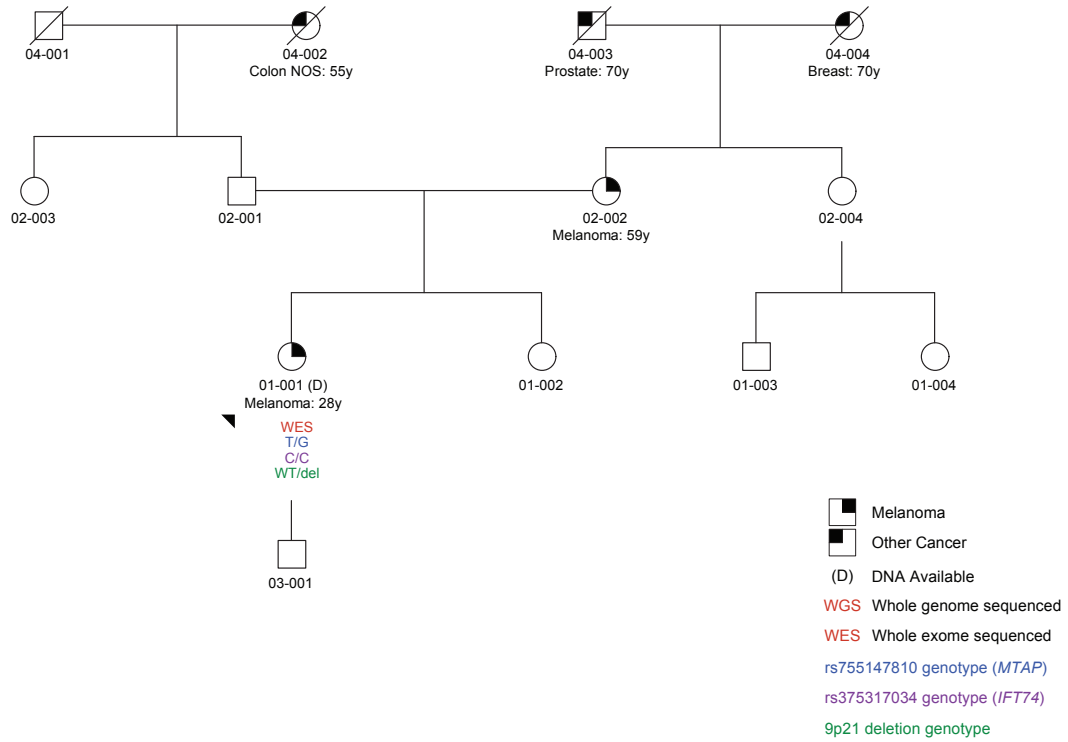 04-001
04-002
Colon NOS: 55y
04-003
Prostate: 70y
04-004
Breast: 70y
02-003
02-001
02-002
Melanoma: 59y
02-004
01-001 (D)
Melanoma: 28y
WES
T/G
C/C
WT/del
01-002
01-003
01-004
03-001
Melanoma
Other Cancer
(D) DNA Available
WGS Whole genome sequenced
WES Whole exome sequenced
rs755147810 genotype (MTAP)
rs375317034 genotype (IFT74)
9p21 deletion genotype